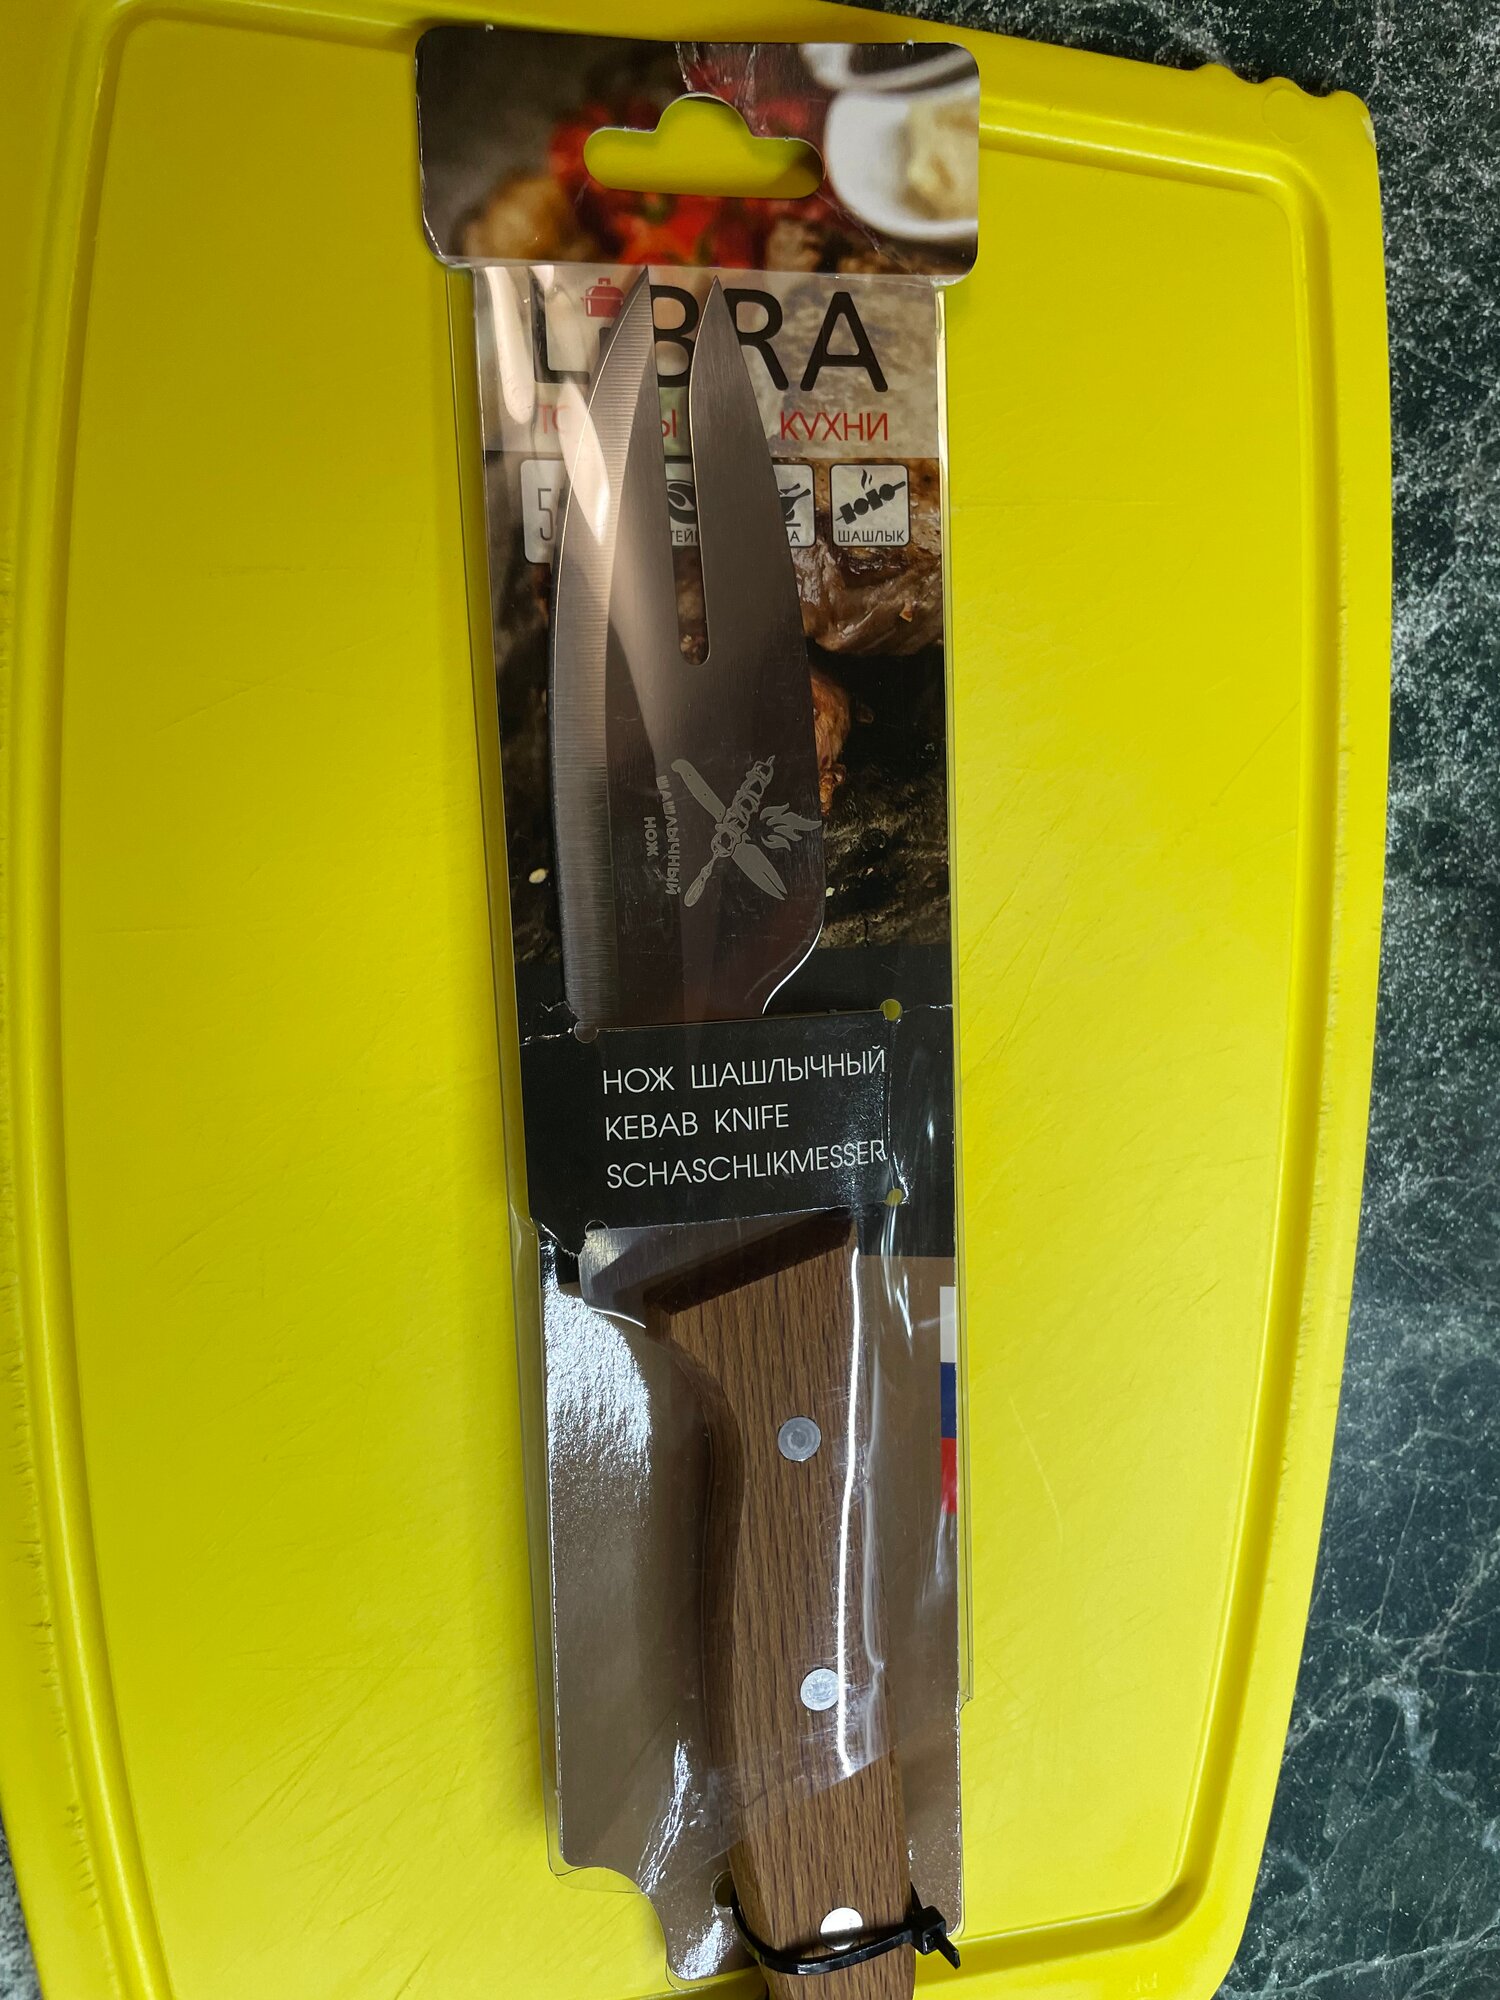 LIBRA
КУХНИ
ШАШЛЫК
НОЖ
ШАШЛЫЧНЫЙ
НОЖ ШАШЛЫЧНЫЙ
KEBAB KNIFE
SCHASCHLIKMESSER